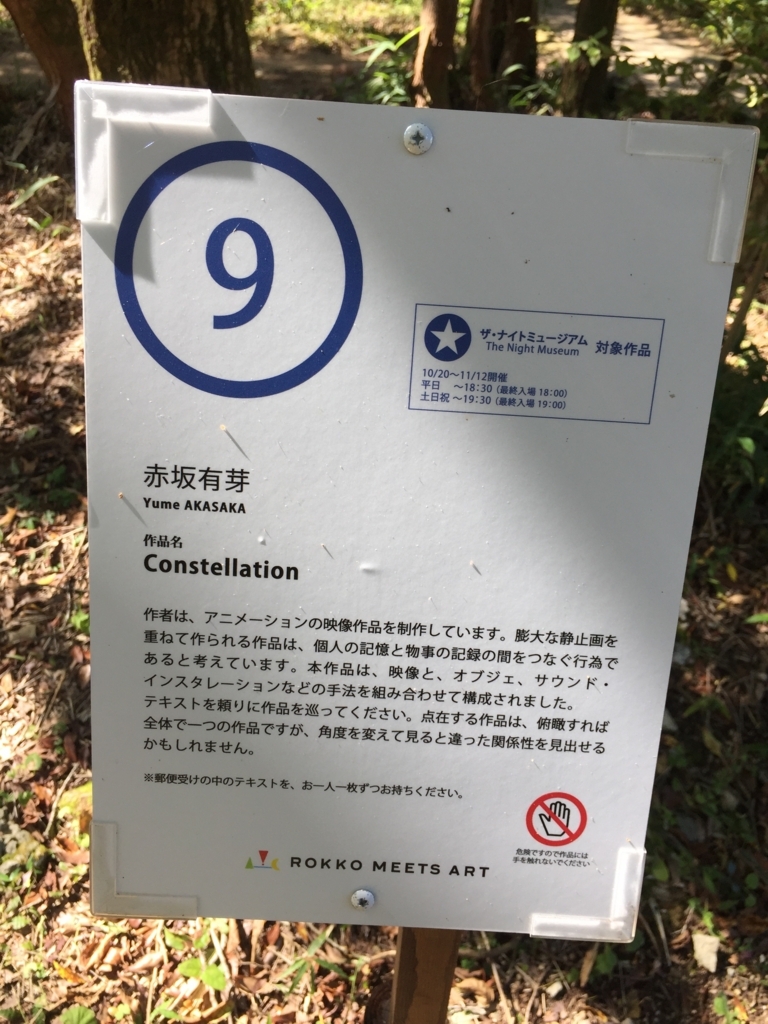 9
ザ・ナイトミュージアム
The Night Museum
対象作品
10/20〜11/12開催
平日 〜18:30（最終入場 18:00）
土日祝 〜19:30（最終入場 19:00）
赤坂有芽
Yume AKASAKA
作品名
Constellation
作者は、アニメーションの映像作品を制作しています。膨大な静止画を
重ねて作られる作品は、個人の記憶と物事の記録の間をつなぐ行為で
あると考えています。本作品は、映像と、オブジェ、サウンド・
インスタレーションなどの手法を組み合わせて構成されました。
テキストを頼りに作品を巡ってください。点在する作品は、俯瞰すれば
全体で一つの作品ですが、角度を変えて見ると違った関係性を見出せる
かもしれません。
※郵便受けの中のテキストを、お一人一枚ずつお持ちください。
危険ですので作品には
手を触れないでください
ROKKO MEETS ART